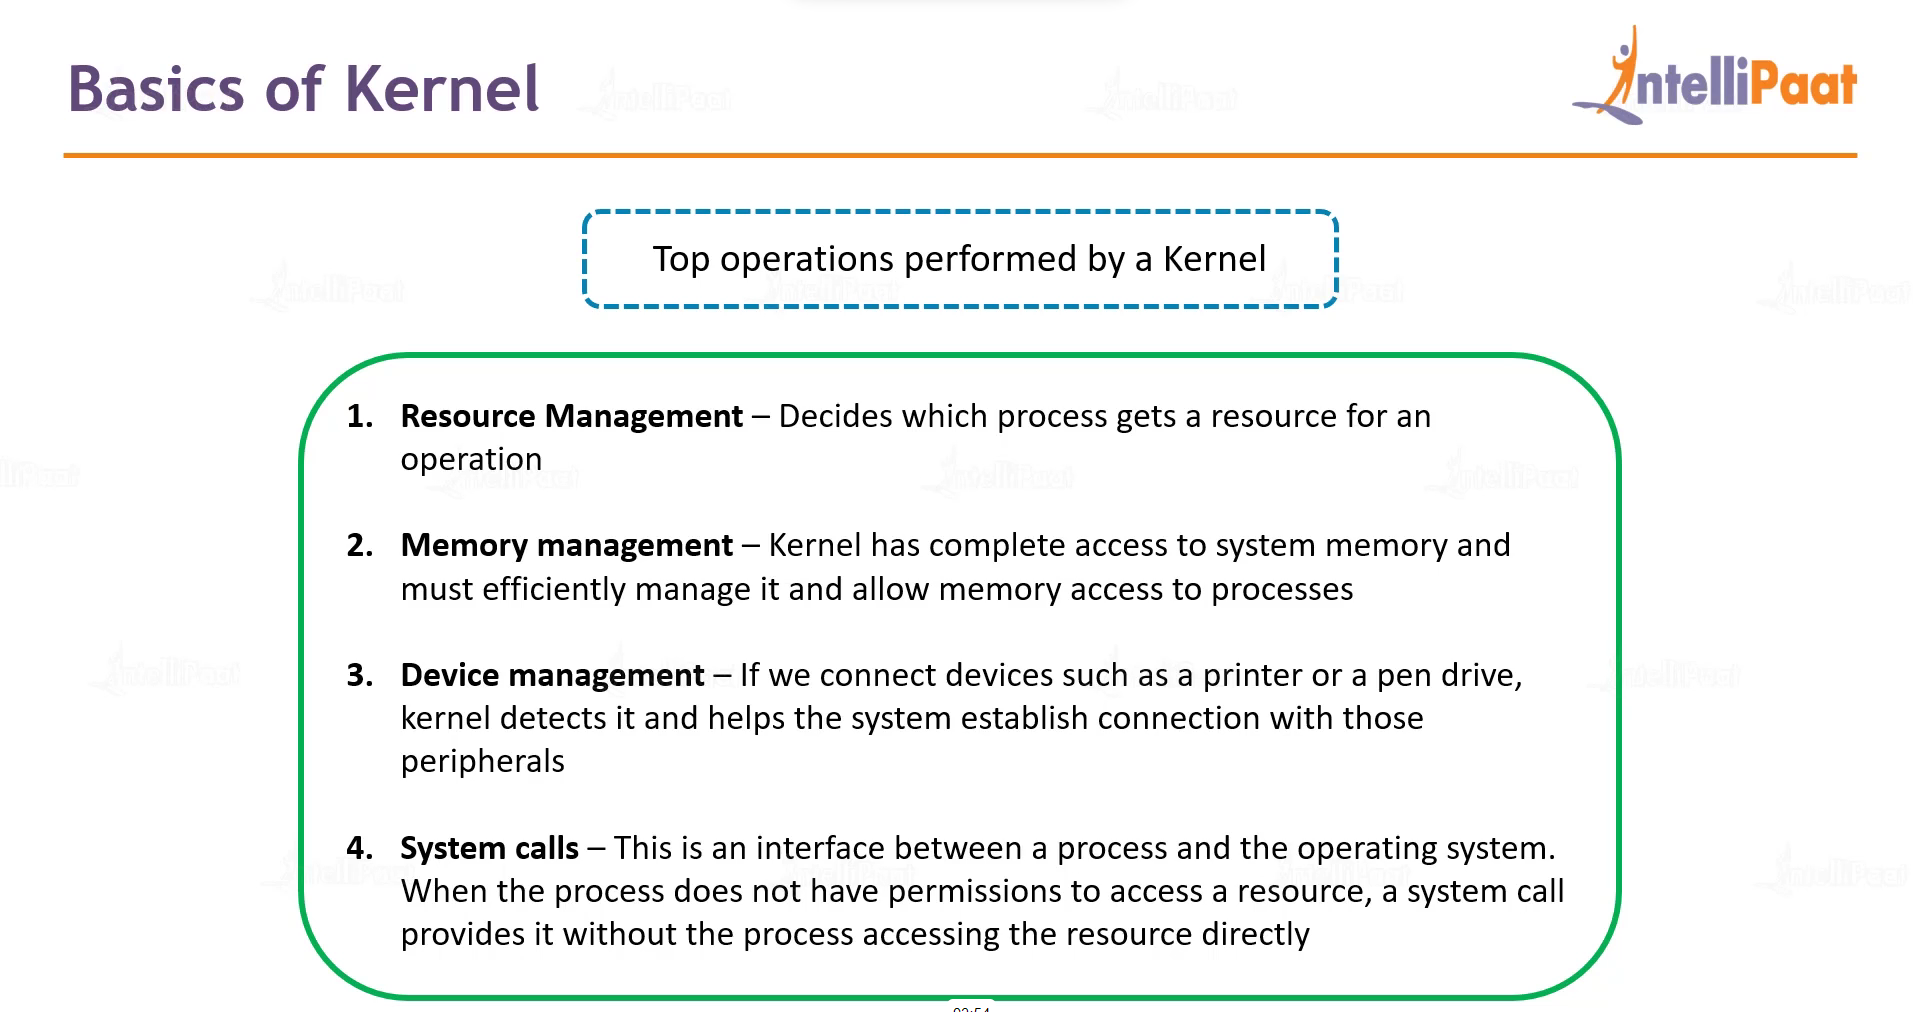 Basics of Kernel
IntelliPaat
Top operations performed by a Kernel
1. Resource Management – Decides which process gets a resource for an
operation
2. Memory management – Kernel has complete access to system memory and
must efficiently manage it and allow memory access to processes
3. Device management – If we connect devices such as a printer or a pen drive,
kernel detects it and helps the system establish connection with those
peripherals
4. System calls – This is an interface between a process and the operating system.
When the process does not have permissions to access a resource, a system call
provides it without the process accessing the resource directly